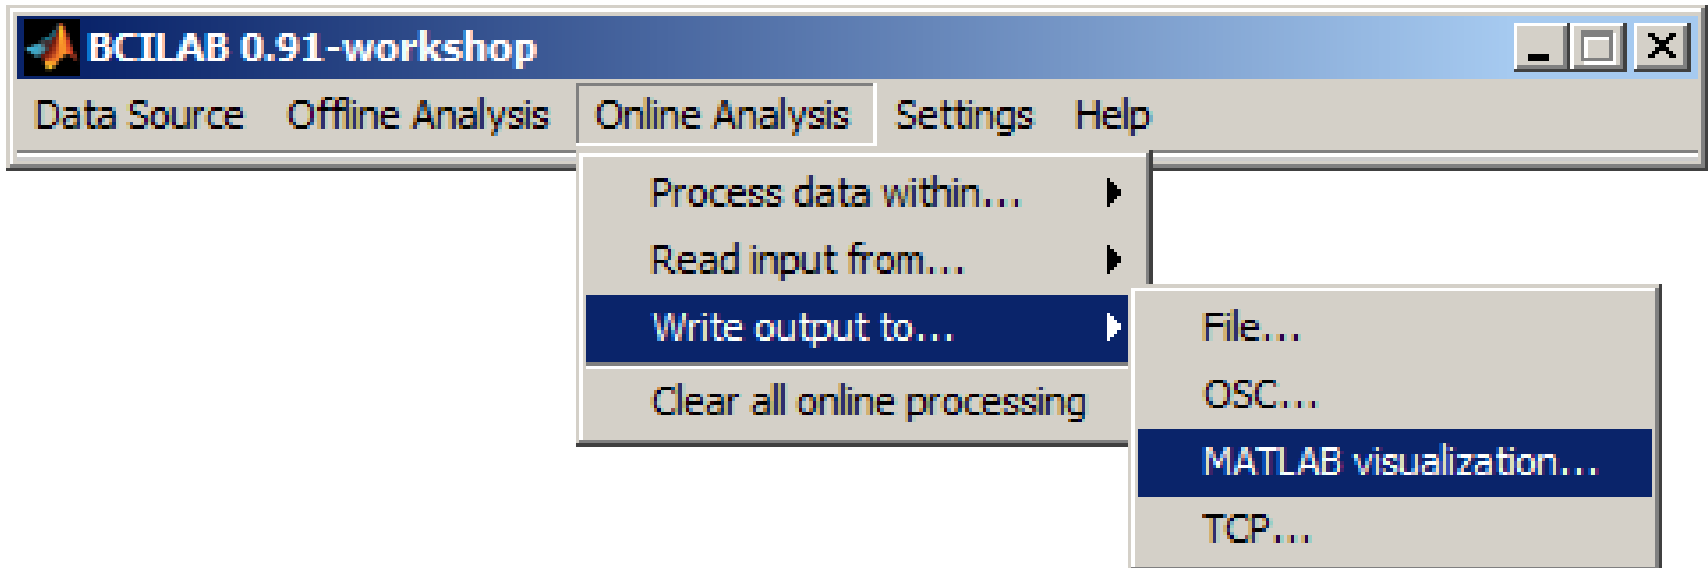 BCILAB 0.91-workshop
Data Source Offline Analysis Online Analysis Settings Help
Process data within...
Read input from...
Write output to...
Clear all online processing
File...
OSC...
MATLAB visualization...
TCP...